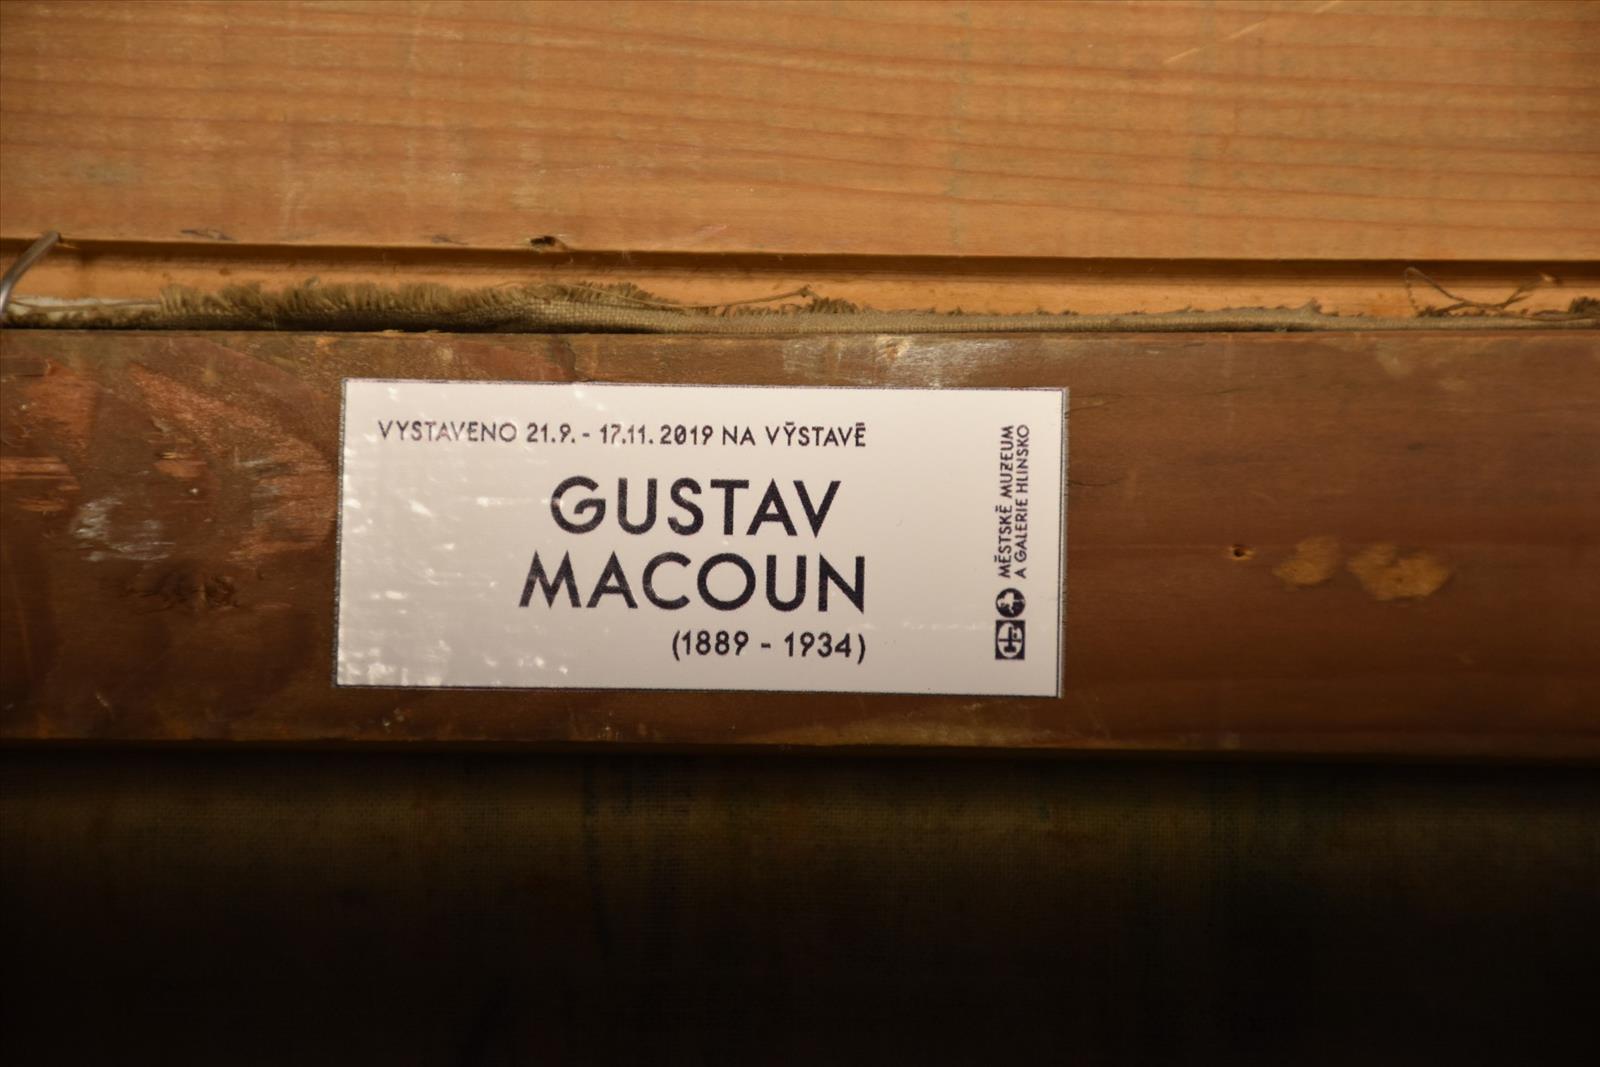 VYSTAVENO 21.9. - 17.11. 2019 NA VÝSTAVĚ
GUSTAV
MACOUN
(1889 - 1934)
MĚSTSKÉ MUZEUM
A GALERIE HLINSKO